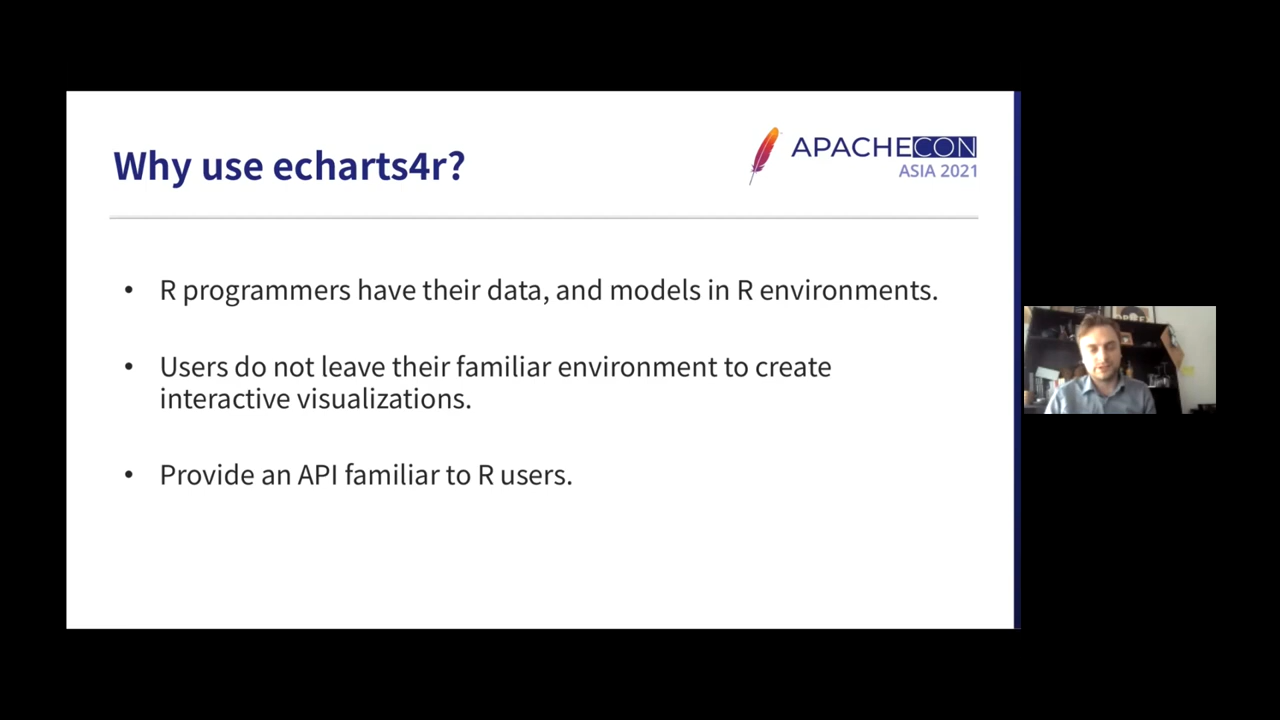 Why use echarts4r?
APACHECON
ASIA 2021
• R programmers have their data, and models in R environments.
• Users do not leave their familiar environment to create
interactive visualizations.
• Provide an API familiar to R users.